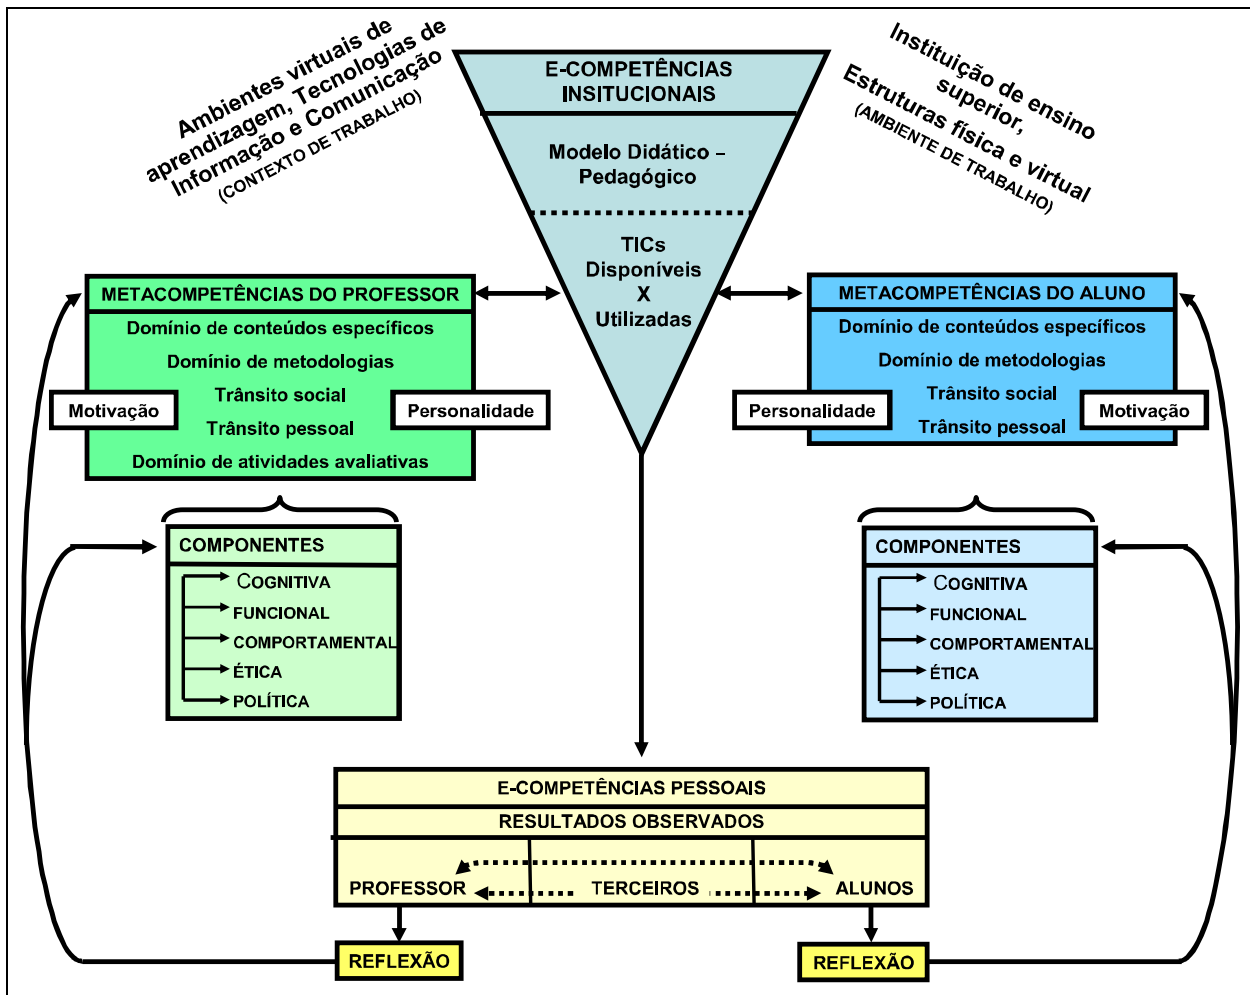 Ambientes virtuais de
aprendizagem, Tecnologias de
Informação e Comunicação
(CONTEXTO DE TRABALHO)
E-COMPETÊNCIAS
INSITUCIONAIS
Modelo Didático –
Pedagógico
TICs
Disponíveis
X
Utilizadas
Instituição de ensino
superior,
Estruturas física e virtual
(AMBIENTE DE TRABALHO)
METACOMPETÊNCIAS DO PROFESSOR
Domínio de conteúdos específicos
Domínio de metodologias
Trânsito social
Motivação
Personalidade
Trânsito pessoal
Domínio de atividades avaliativas
METACOMPETÊNCIAS DO ALUNO
Domínio de conteúdos específicos
Domínio de metodologias
Trânsito social
Personalidade
Motivação
Trânsito pessoal
COMPONENTES
COGNITIVA
FUNCIONAL
COMPORTAMENTAL
ÉTICA
POLÍTICA
COMPONENTES
COGNITIVA
FUNCIONAL
COMPORTAMENTAL
ÉTICA
POLÍTICA
E-COMPETÊNCIAS PESSOAIS
RESULTADOS OBSERVADOS
PROFESSOR
TERCEIROS
ALUNOS
REFLEXÃO
REFLEXÃO